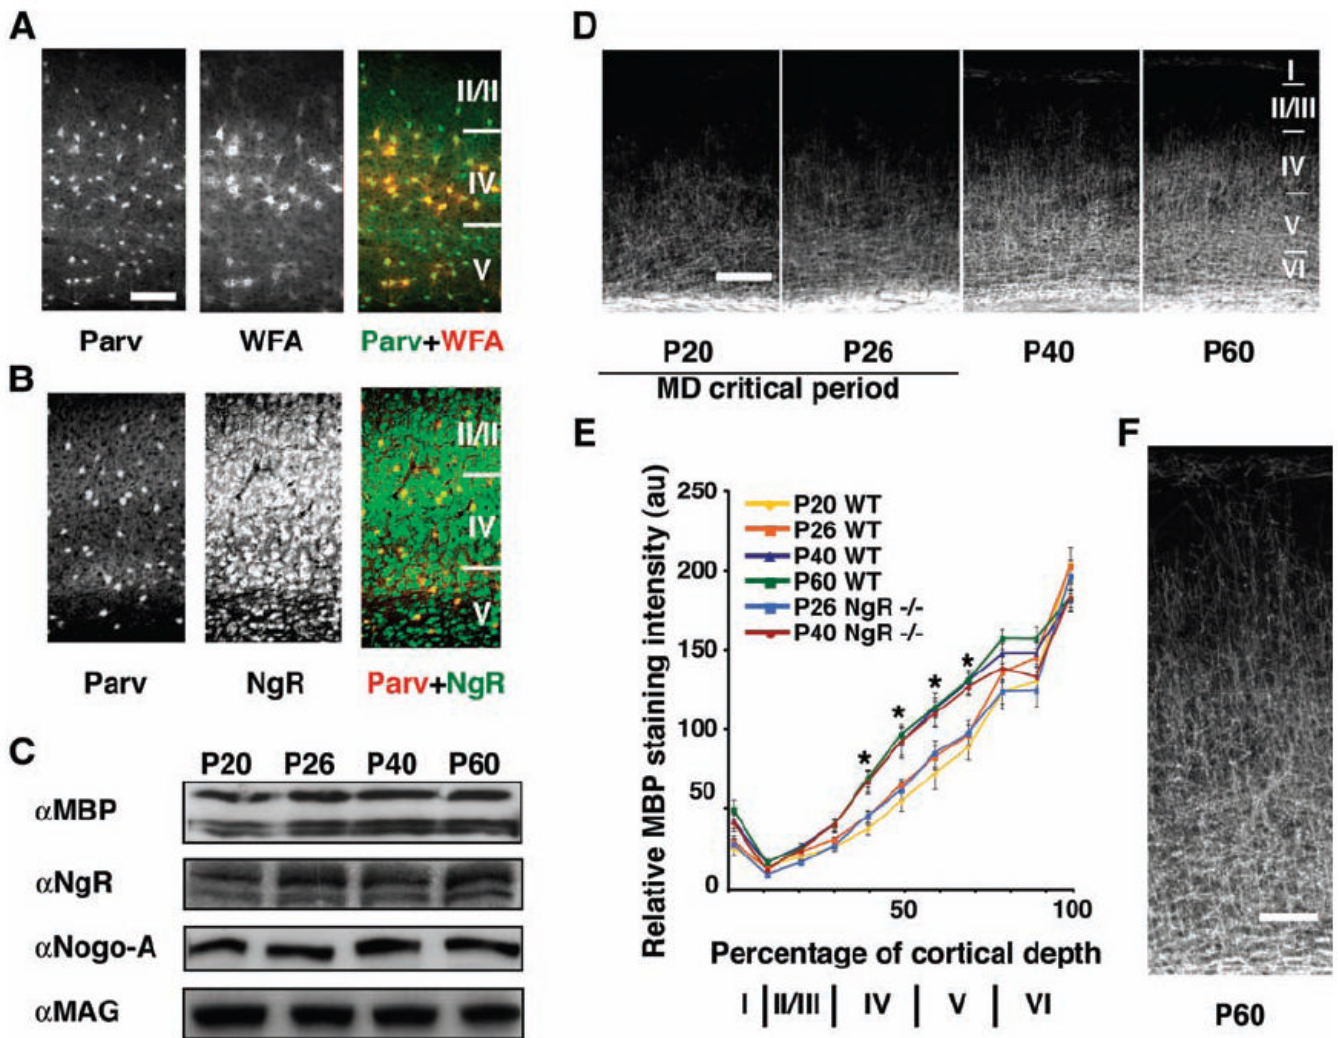 A
II/II
IV
V
Parv
WFA
Parv+WFA
B
II/II
IV
V
Parv
NgR
Parv+NgR
C
P20 P26 P40 P60
αMBP
αNgR
αNogo-A
αMAG
D
I
II/III
IV
V
VI
P20
P26
P40
P60
MD critical period
E
Relative MBP staining intensity (au)
250
200
150
100
50
0
P20 WT
P26 WT
P40 WT
P60 WT
P26 NgR -/-
P40 NgR -/-
* * * *
50 100
Percentage of cortical depth
I II/III IV V VI
F
P60